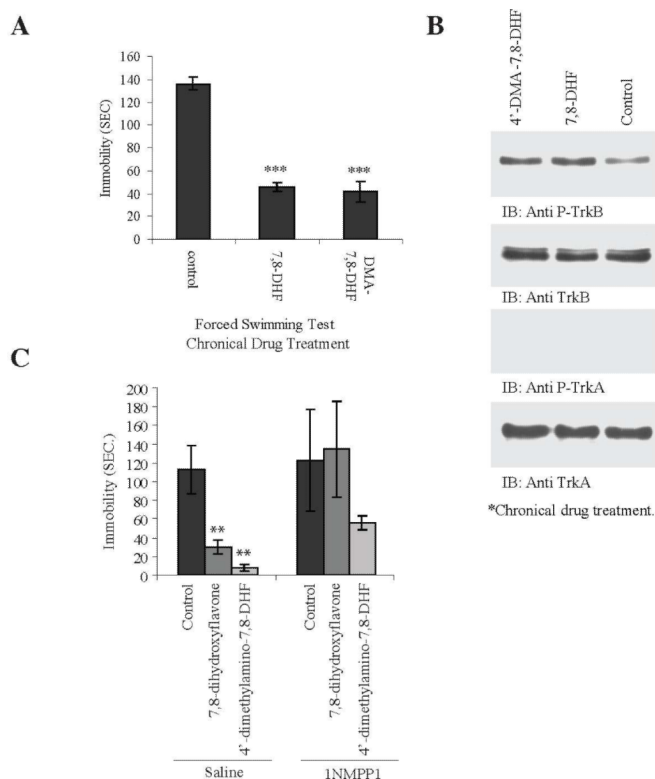 A
Immobility (SEC)
160
140
120
100
80
60
40
20
0
***
***
control
7,8-DHF
DMA-
7,8-DHF
Forced Swimming Test
Chronical Drug Treatment
B
4'-DMA-7,8-DHF
7,8-DHF
Control
IB: Anti P-TrkB
IB: Anti TrkB
IB: Anti P-TrkA
IB: Anti TrkA
*Chronical drug treatment.
C
Immobility (SEC.)
200
180
160
140
120
100
80
60
40
20
0
**
**
Control
7,8-dihydroxyflavone
4'-dimethylamino-7,8-DHF
Control
7,8-dihydroxyflavone
4'-dimethylamino-7,8-DHF
Saline
1NMPP1